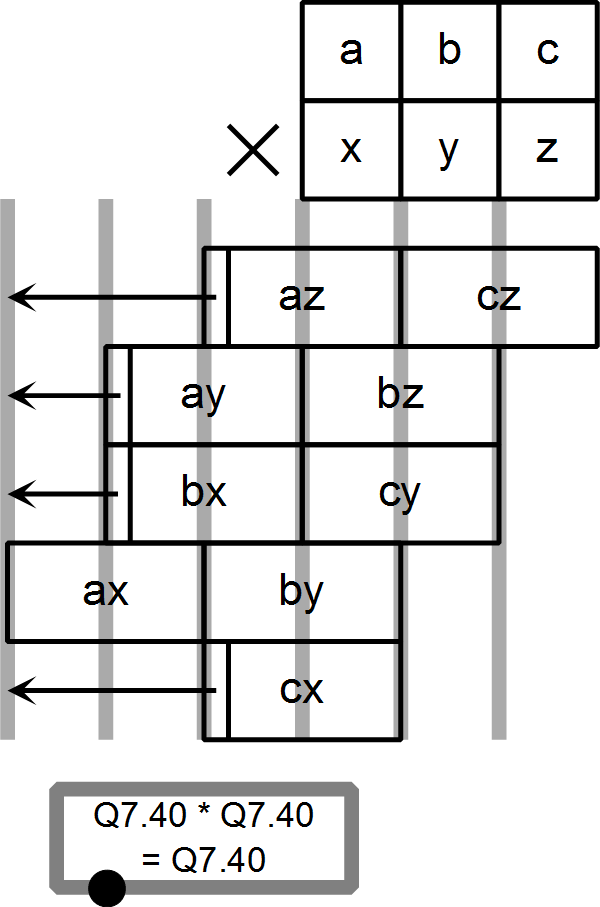 a b c
x y z
az cz
ay bz
bx cy
ax by
cx
Q7.40 * Q7.40
= Q7.40